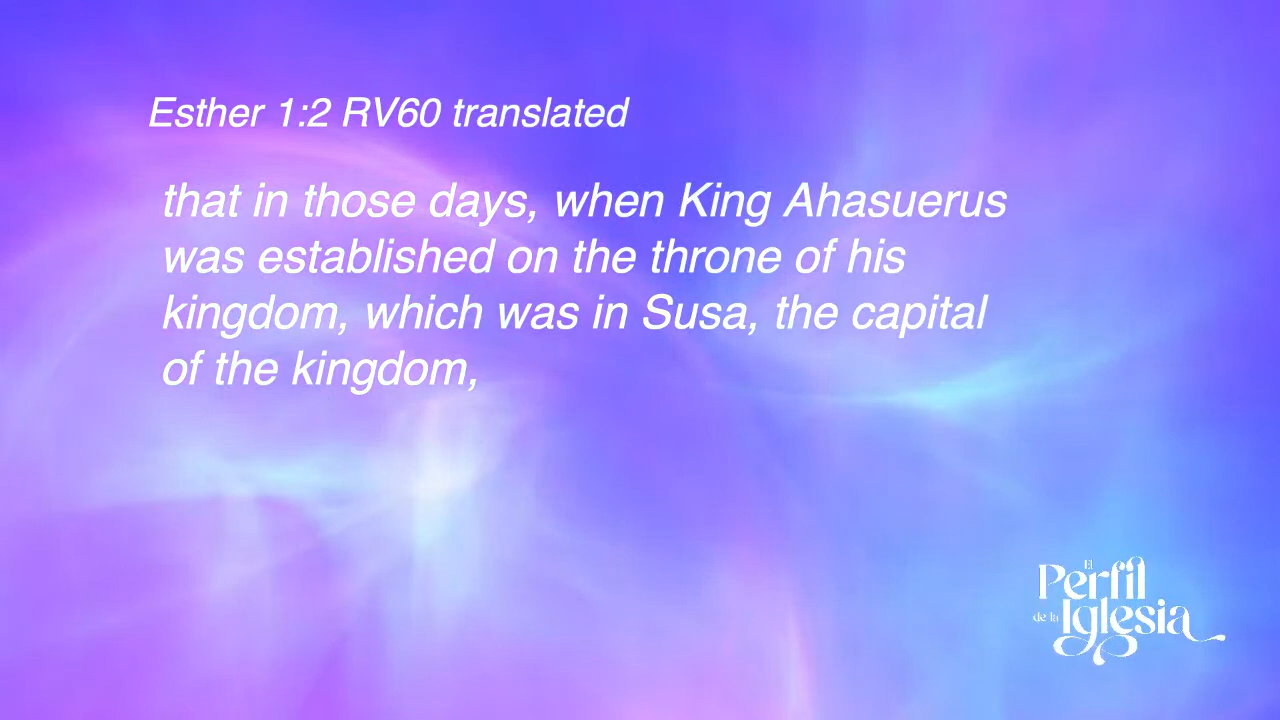 Esther 1:2 RV60 translated
that in those days, when King Ahasuerus
was established on the throne of his
kingdom, which was in Susa, the capital
of the kingdom,
El
Perfil
de la Iglesia